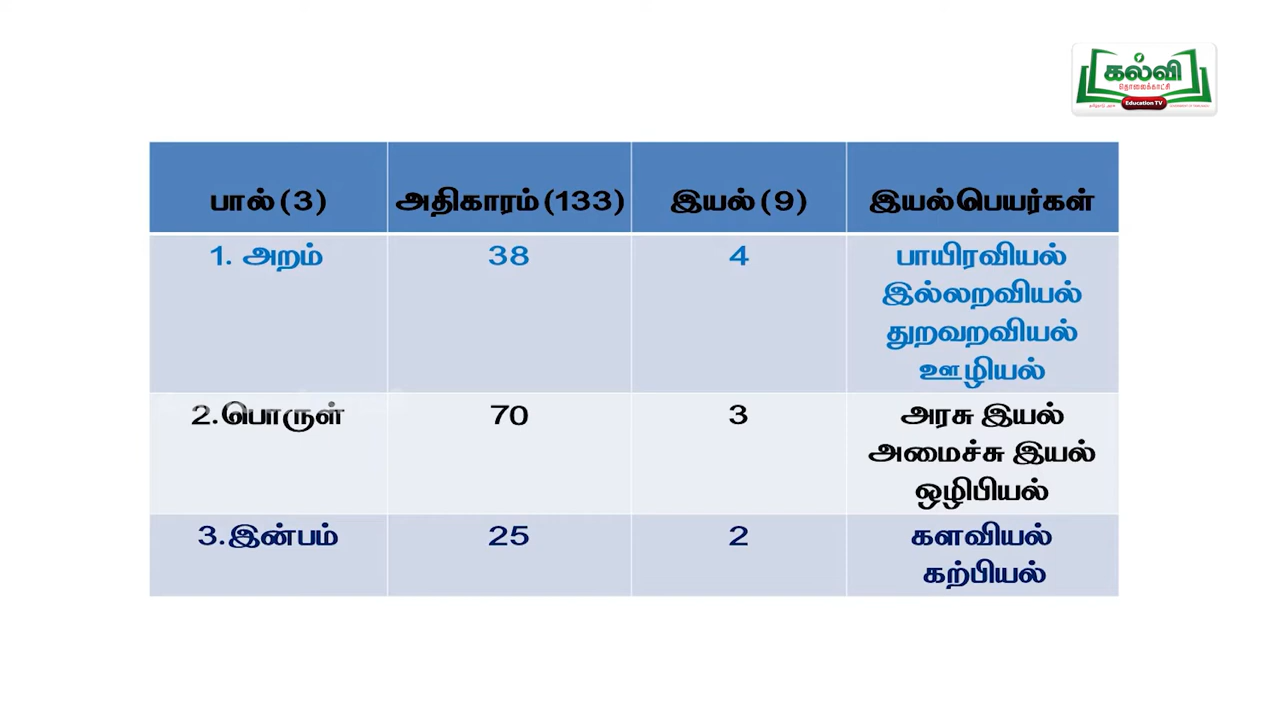 கல்வி
தொலைக்காட்சி
Education TV
பால் (3) அதிகாரம் (133) இயல் (9) இயல்பெயர்கள்
1. அறம் 38 4 பாயிரவியல்
இல்லறவியல்
துறவறவியல்
ஊழியல்
2.பொருள் 70 3 அரசு இயல்
அமைச்சு இயல்
ஒழிபியல்
3.இன்பம் 25 2 களவியல்
கற்பியல்